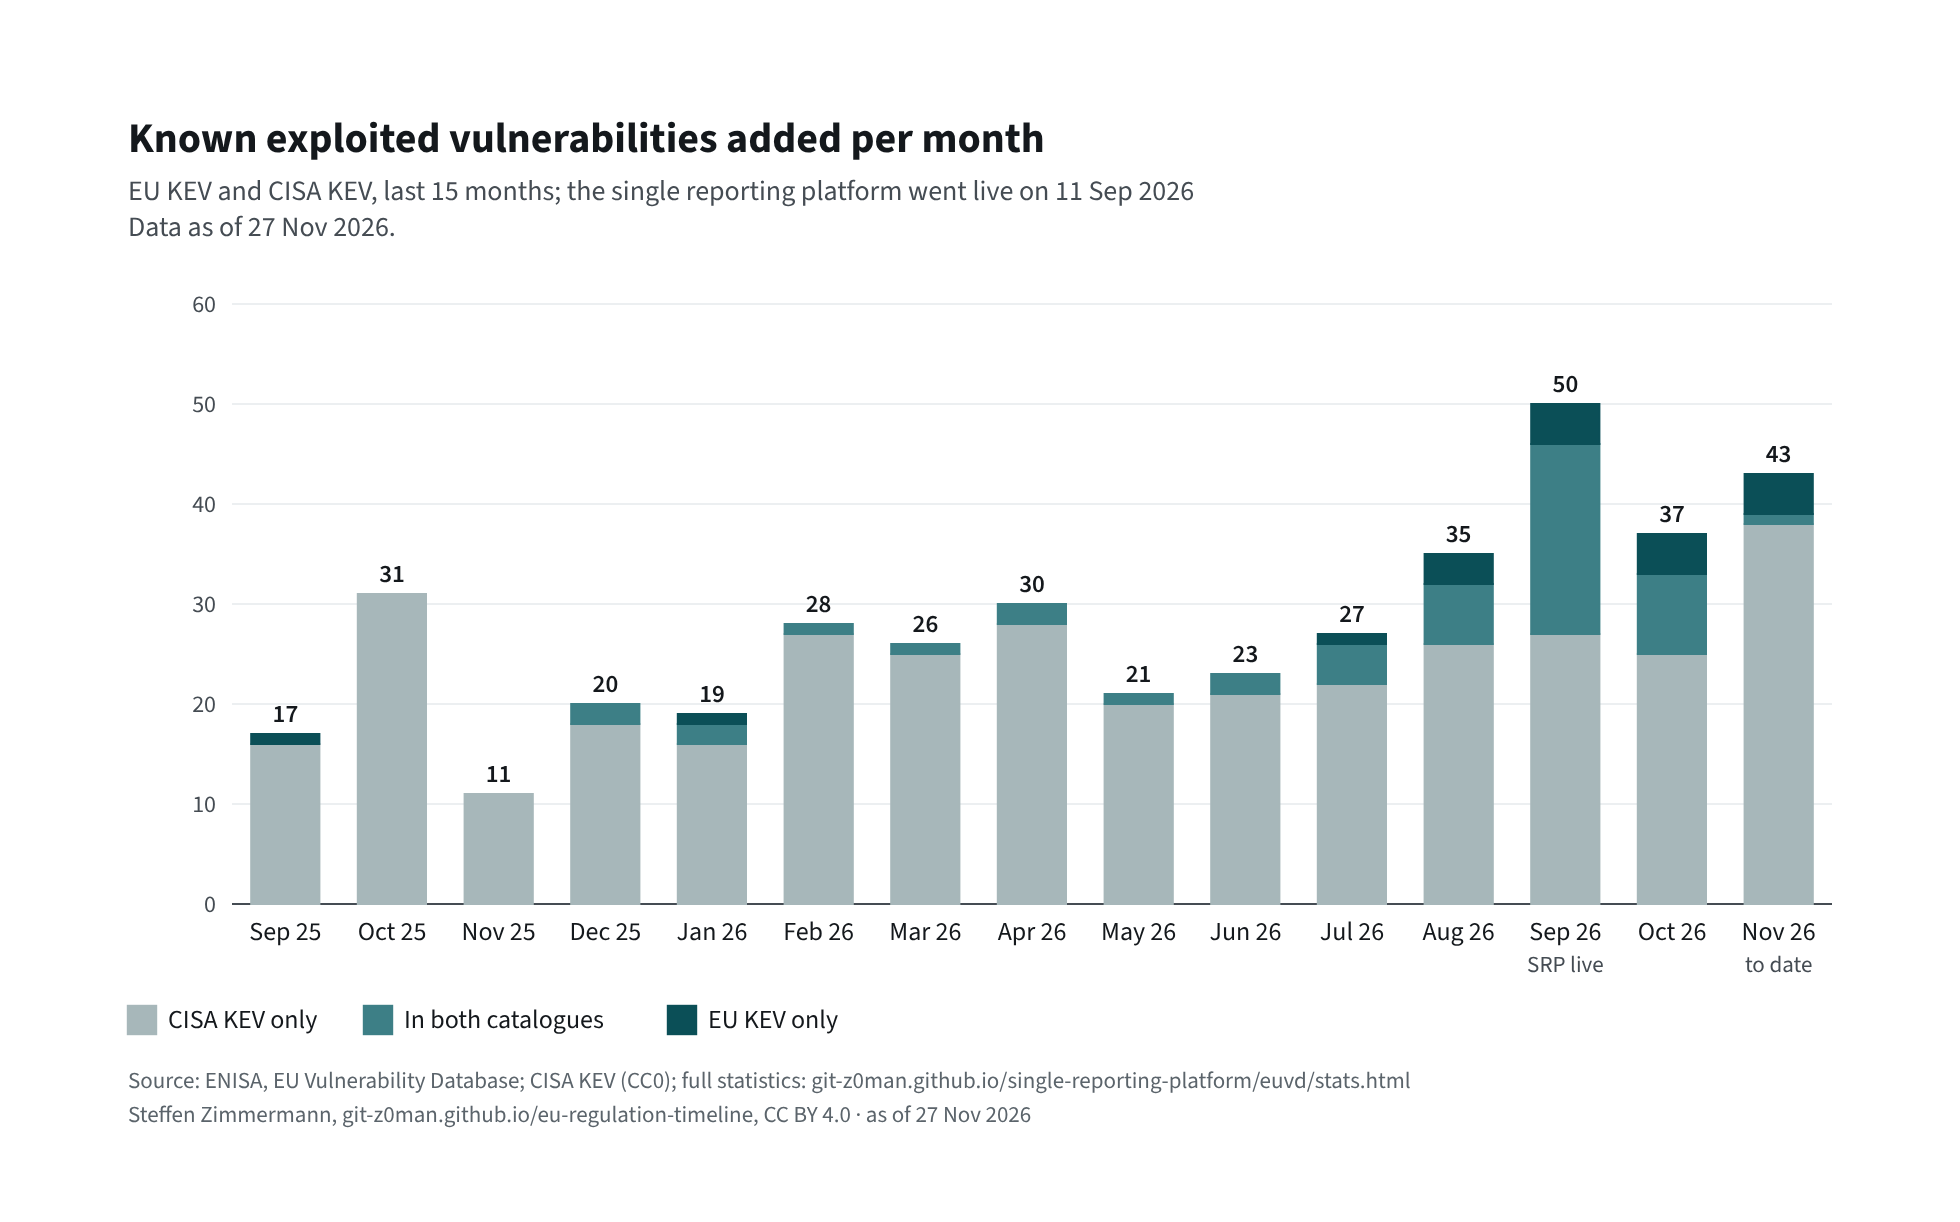 Known exploited vulnerabilities added per month
EU KEV and CISA KEV, last 15 months; the single reporting platform went live on 11 Sep 2026
Data as of 27 Nov 2026.
60
50
40
30
20
10
0
17
31
11
20
19
28
26
30
21
23
27
35
50
37
43
Sep 25
Oct 25
Nov 25
Dec 25
Jan 26
Feb 26
Mar 26
Apr 26
May 26
Jun 26
Jul 26
Aug 26
Sep 26
SRP live
Oct 26
Nov 26
to date
CISA KEV only
In both catalogues
EU KEV only
Source: ENISA, EU Vulnerability Database; CISA KEV (CC0); full statistics: git-z0man.github.io/single-reporting-platform/euvd/stats.html
Steffen Zimmermann, git-z0man.github.io/eu-regulation-timeline, CC BY 4.0 · as of 27 Nov 2026